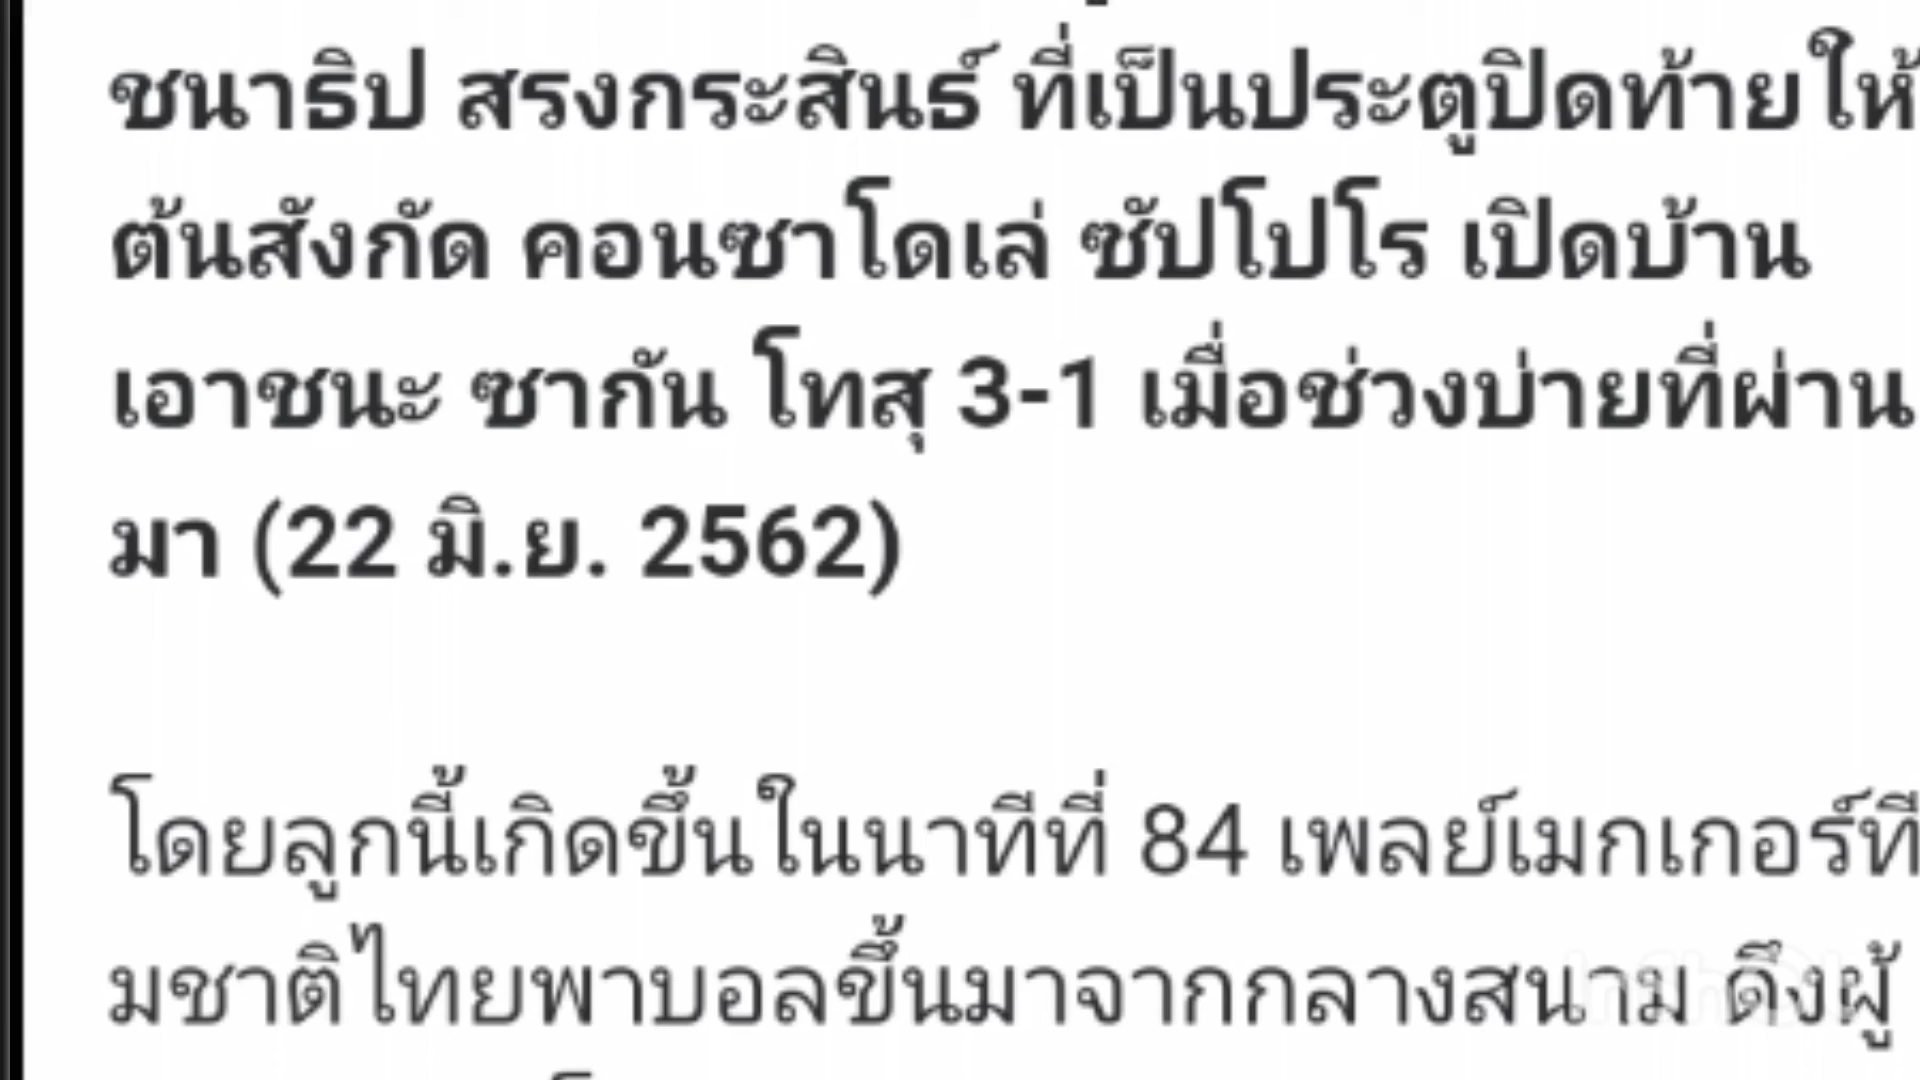 ชนาธิป สรงกระสินธ์ ที่เป็นประตูปิดท้ายให้
ต้นสังกัด คอนซาโดเล่ ซัปโปโร เปิดบ้าน
เอาชนะ ซากัน โทสุ 3-1 เมื่อช่วงบ่ายที่ผ่าน
มา (22 มิ.ย. 2562)
โดยลูกนี้เกิดขึ้นในนาทีที่ 84 เพลย์เมกเกอร์ที
มชาติไทยพาบอลขึ้นมาจากกลางสนาม ดึงผู้